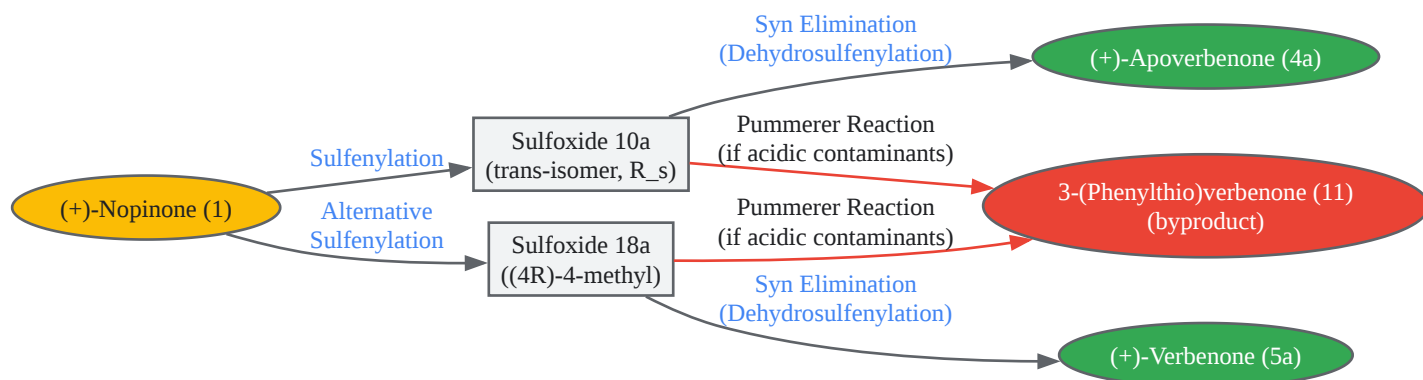 Syn Elimination
(Dehydrosulfenylation)
(+)-Apoverbenone (4a)
Sulfenylation
Sulfoxide 10a
(trans-isomer, R_s)
Pummerer Reaction
(if acidic contaminants)
(+)-Nopinone (1)
3-(Phenylthio)verbenone (11)
(byproduct)
Alternative
Sulfenylation
Sulfoxide 18a
((4R)-4-methyl)
Pummerer Reaction
(if acidic contaminants)
Syn Elimination
(Dehydrosulfenylation)
(+)-Verbenone (5a)